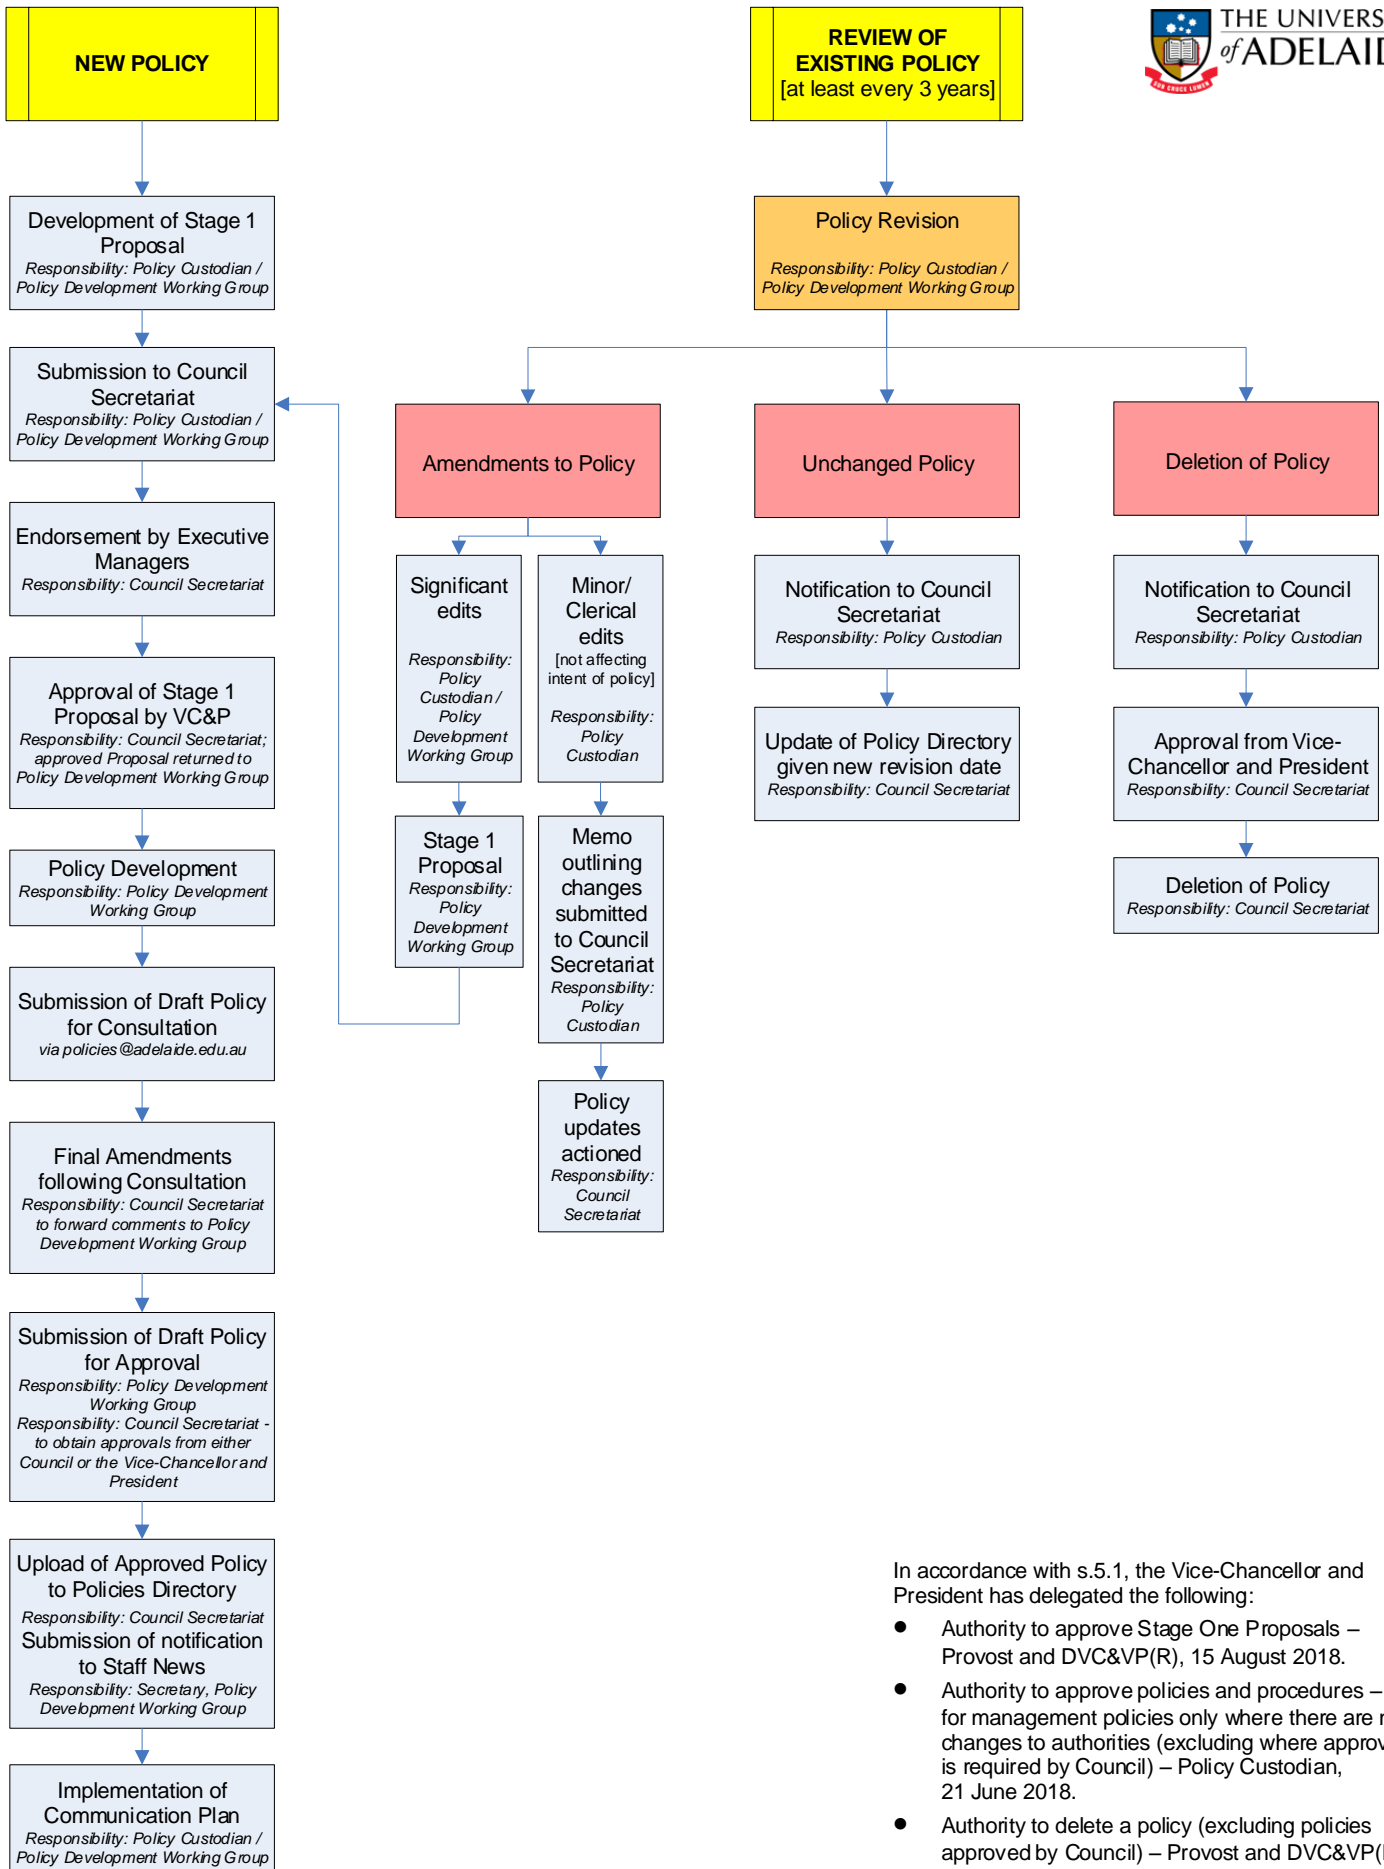 NEW POLICY
REVIEW OF
EXISTING POLICY
[at least every 3 years]
THE UNIVERS
of ADELAID
SUB CRUCE LUMEN
Development of Stage 1
Proposal
Responsibility: Policy Custodian /
Policy Development Working Group
Submission to Council
Secretariat
Responsibility: Policy Custodian /
Policy Development Working Group
Endorsement by Executive
Managers
Responsibility: Council Secretariat
Approval of Stage 1
Proposal by VC&P
Responsibility: Council Secretariat;
approved Proposal returned to
Policy Development Working Group
Policy Development
Responsibility: Policy Development
Working Group
Submission of Draft Policy
for Consultation
via policies@adelaide.edu.au
Final Amendments
following Consultation
Responsibility: Council Secretariat
to forward comments to Policy
Development Working Group
Submission of Draft Policy
for Approval
Responsibility: Policy Development
Working Group
Responsibility: Council Secretariat -
to obtain approvals from either
Council or the Vice-Chancellor and
President
Upload of Approved Policy
to Policies Directory
Responsibility: Council Secretariat
Submission of notification
to Staff News
Responsibility: Secretary, Policy
Development Working Group
Implementation of
Communication Plan
Responsibility: Policy Custodian /
Policy Development Working Group
Policy Revision
Responsibility: Policy Custodian /
Policy Development Working Group
Amendments to Policy
Significant
edits
Responsibility:
Policy
Custodian /
Policy
Development
Working Group
Stage 1
Proposal
Responsibility:
Policy
Development
Working Group
Minor/
Clerical
edits
[not affecting
intent of policy]
Responsibility:
Policy
Custodian
Memo
outlining
changes
submitted
to Council
Secretariat
Responsibility:
Policy
Custodian
Policy
updates
actioned
Responsibility:
Council
Secretariat
Unchanged Policy
Notification to Council
Secretariat
Responsibility: Policy Custodian
Update of Policy Directory
given new revision date
Responsibility: Council Secretariat
Deletion of Policy
Notification to Council
Secretariat
Responsibility: Policy Custodian
Approval from Vice-
Chancellor and President
Responsibility: Council Secretariat
Deletion of Policy
Responsibility: Council Secretariat
In accordance with s.5.1, the Vice-Chancellor and
President has delegated the following:
● Authority to approve Stage One Proposals –
Provost and DVC&VP(R), 15 August 2018.
● Authority to approve policies and procedures –
for management policies only where there are
changes to authorities (excluding where approv
is required by Council) – Policy Custodian,
21 June 2018.
● Authority to delete a policy (excluding policies
approved by Council) – Provost and DVC&VP(